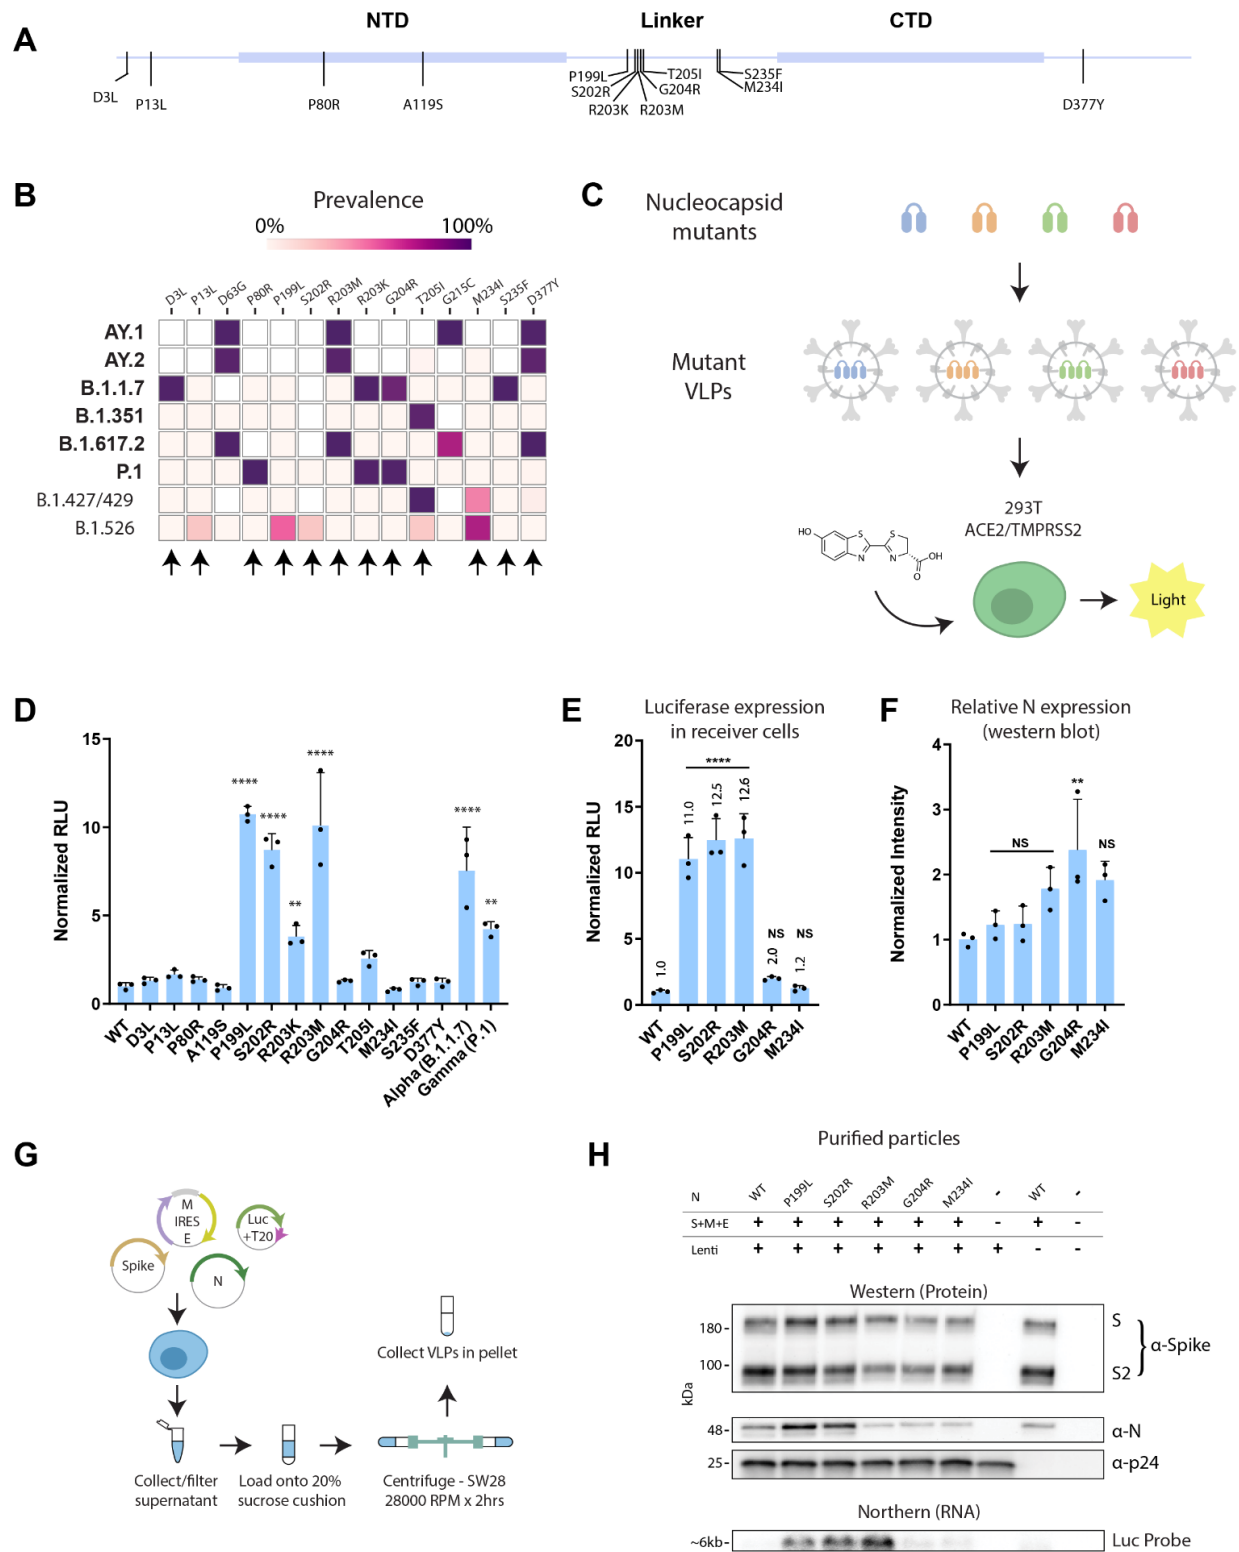 A
NTD
Linker
CTD
D3L
P13L
P80R
A119S
P199L
S202R
R203K
R203M
G204R
T205I
S235F
M234I
D377Y
B
Prevalence
0%
100%
D3L
P13L
D63G
P80R
P199L
S202R
R203M
R203K
G204R
T205I
G215C
M234I
S235F
D377Y
AY.1
AY.2
B.1.1.7
B.1.351
B.1.617.2
P.1
B.1.427/429
B.1.526
C
Nucleocapsid
mutants
Mutant
VLPs
293T
ACE2/TMPRSS2
HO
S
N
S
N
OH
O
Light
D
Normalized RLU
15
10
5
0
****
****
**
****
****
**
WT
D3L
P13L
P80R
A119S
P199L
S202R
R203K
R203M
G204R
T205I
M234I
S235F
D377Y
Alpha (B.1.1.7)
Gamma (P.1)
E
Luciferase expression
in receiver cells
Normalized RLU
20
15
10
5
0
****
1.0
11.0
12.5
12.6
2.0
1.2
NS
NS
WT
P199L
S202R
R203M
G204R
M234I
F
Relative N expression
(western blot)
Normalized Intensity
4
3
2
1
0
NS
**
NS
WT
P199L
S202R
R203M
G204R
M234I
G
M
IRES
E
Luc
+T20
Spike
N
Collect/filter
supernatant
Load onto 20%
sucrose cushion
Centrifuge - SW28
28000 RPM x 2hrs
Collect VLPs in pellet
H
Purified particles
N WT P199L S202R R203M G204R M234I - WT -
S+M+E + + + + + + - + -
Lenti + + + + + + + - -
Western (Protein)
180-
100-
kDa
48-
25-
S
S2
α-Spike
α-N
α-p24
Northern (RNA)
~6kb-
Luc Probe